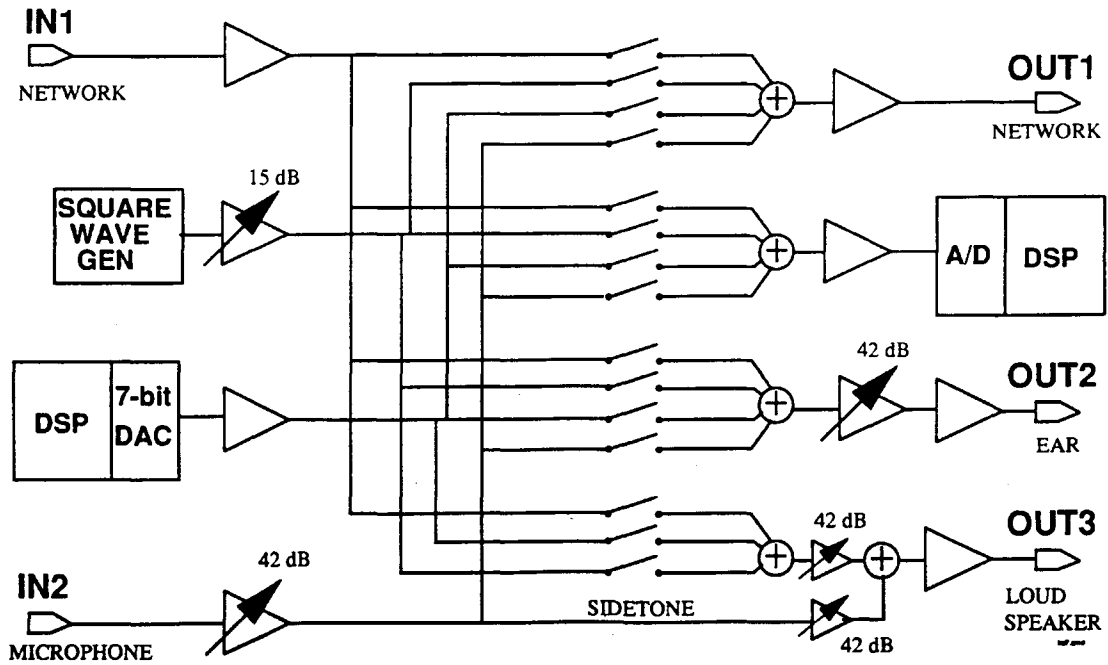 IN1
NETWORK
OUT1
NETWORK
15 dB
SQUARE
WAVE
GEN
A/D
DSP
DSP
7-bit
DAC
42 dB
OUT2
EAR
IN2
MICROPHONE
42 dB
SIDETONE
42 dB
42 dB
OUT3
LOUD
SPEAKER